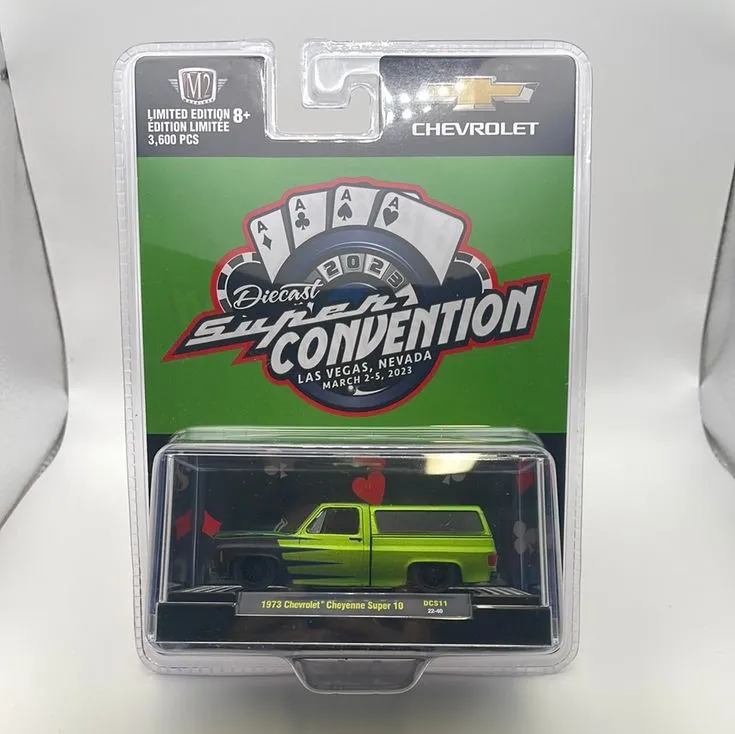 M2
LIMITED EDITION 8+
ÉDITION LIMITÉE
3,600 PCS
CHEVROLET
A A A A
2023
Diecast
Super
CONVENTION
LAS VEGAS, NEVADA
MARCH 2-5, 2023
1973 Chevrolet™ Cheyenne Super 10 DCS11
22-40